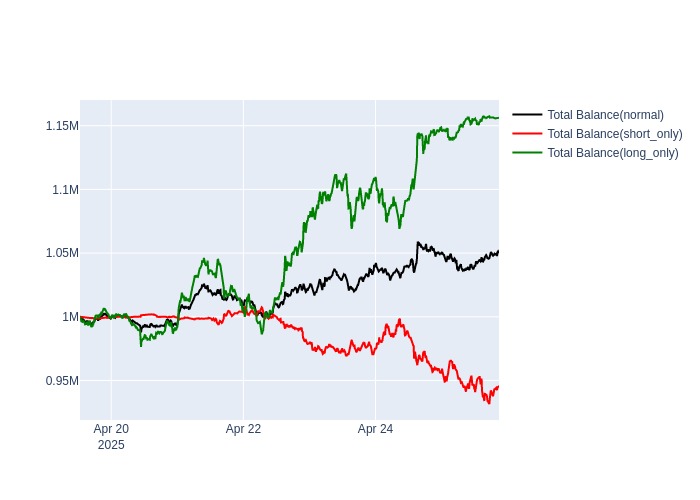 1.15M
1.1M
1.05M
1M
0.95M
Apr 20
2025
Apr 22
Apr 24
Total Balance(normal)
Total Balance(short_only)
Total Balance(long_only)